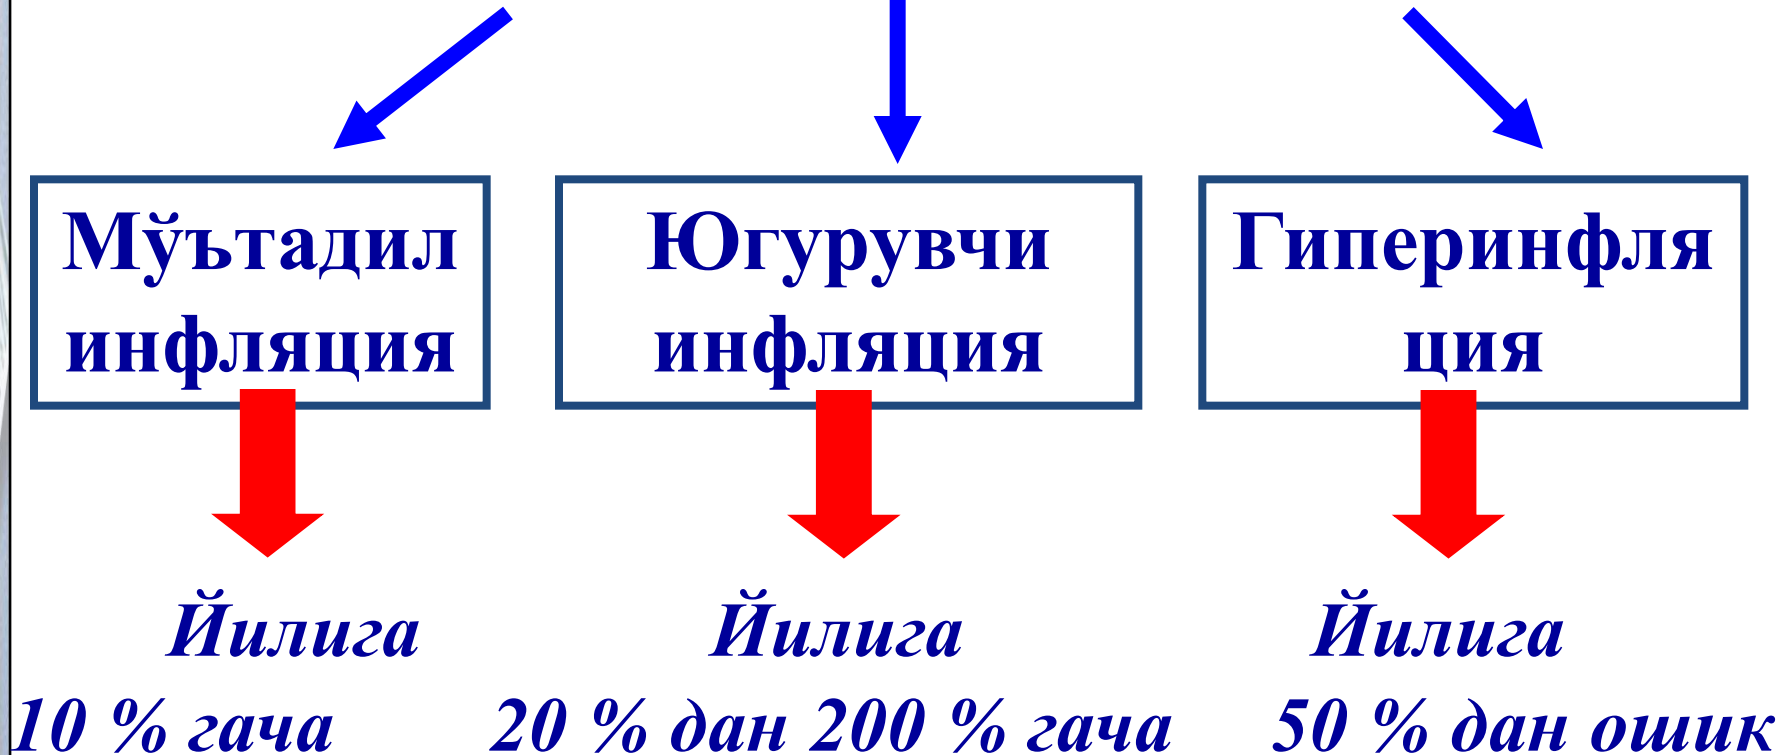 Мўътадил
инфляция
Югурувчи
инфляция
Гиперинфля
ция
Йилига
10 % гача
Йилига
20 % дан 200 % гача
Йилига
50 % дан ошик